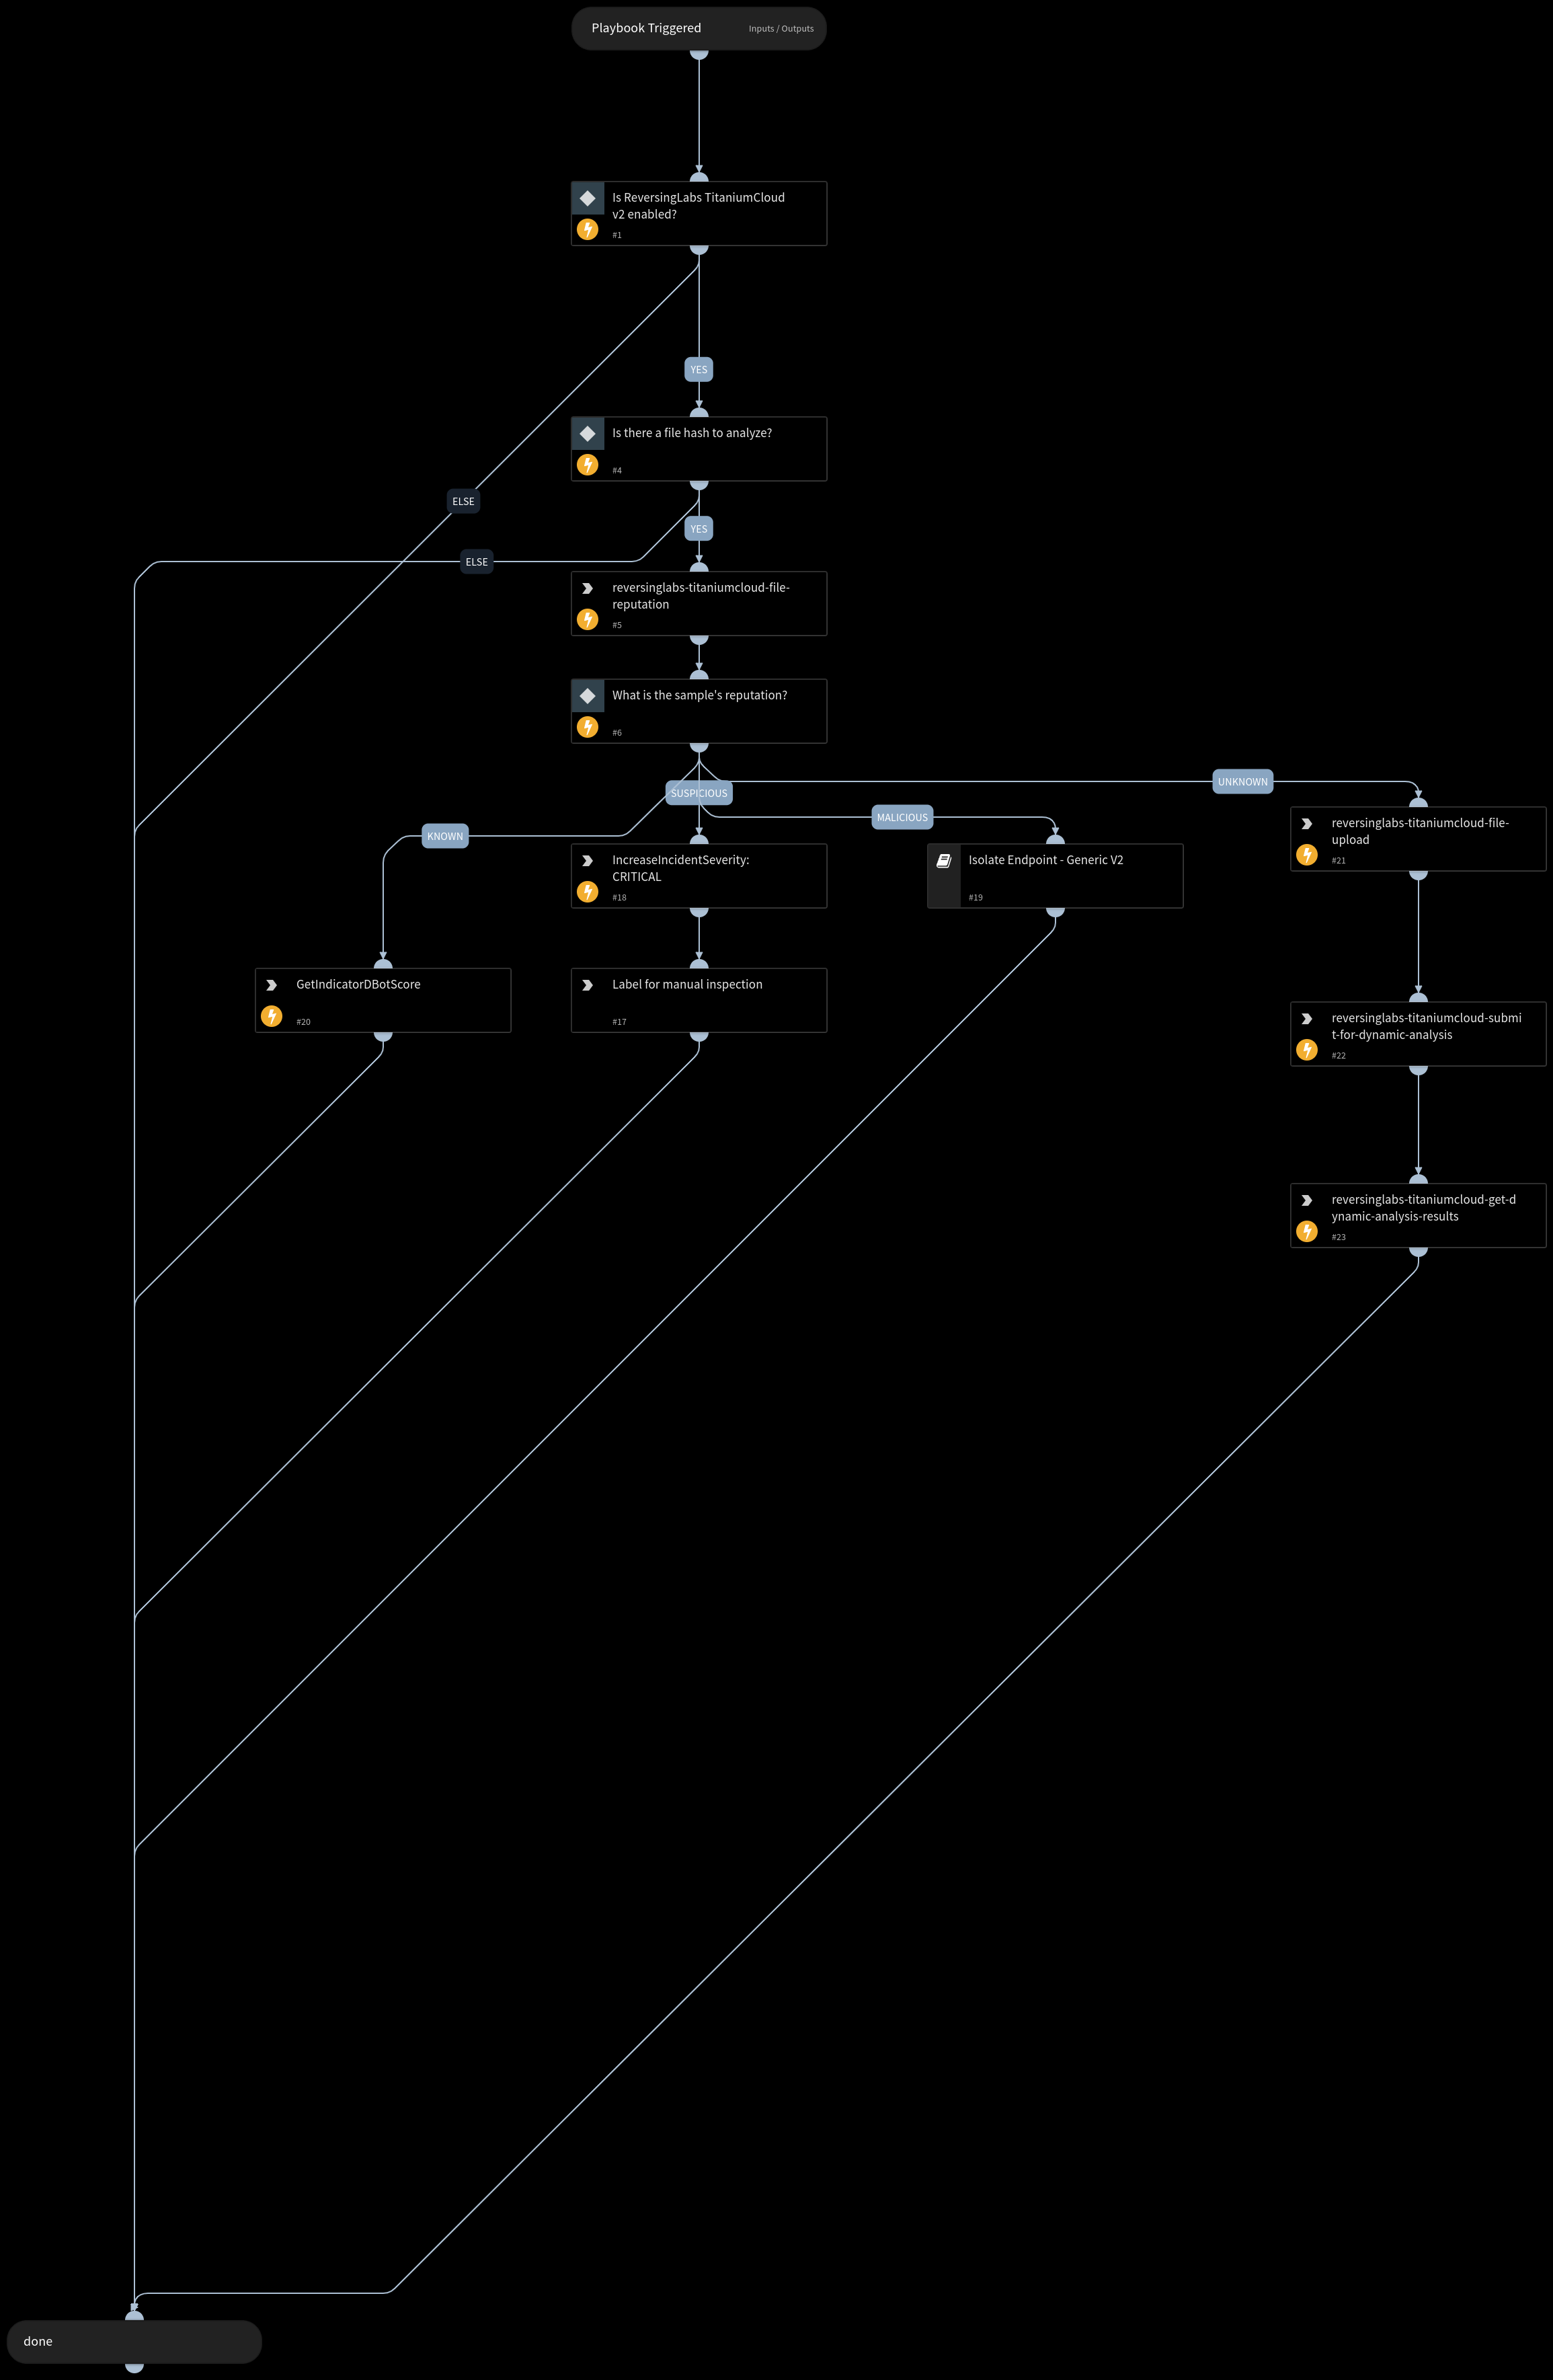 Playbook Triggered
Inputs / Outputs
Is ReversingLabs TitaniumCloud
v2 enabled?
#1
YES
Is there a file hash to analyze?
#4
ELSE
YES
ELSE
reversinglabs-titaniumcloud-file-
reputation
#5
What is the sample's reputation?
#6
UNKNOWN
SUSPICIOUS
MALICIOUS
KNOWN
reversinglabs-titaniumcloud-file-
upload
#21
IncreaseIncidentSeverity:
CRITICAL
#18
Isolate Endpoint - Generic V2
#19
GetIndicatorDBotScore
#20
Label for manual inspection
#17
reversinglabs-titaniumcloud-submi
t-for-dynamic-analysis
#22
reversinglabs-titaniumcloud-get-d
ynamic-analysis-results
#23
done